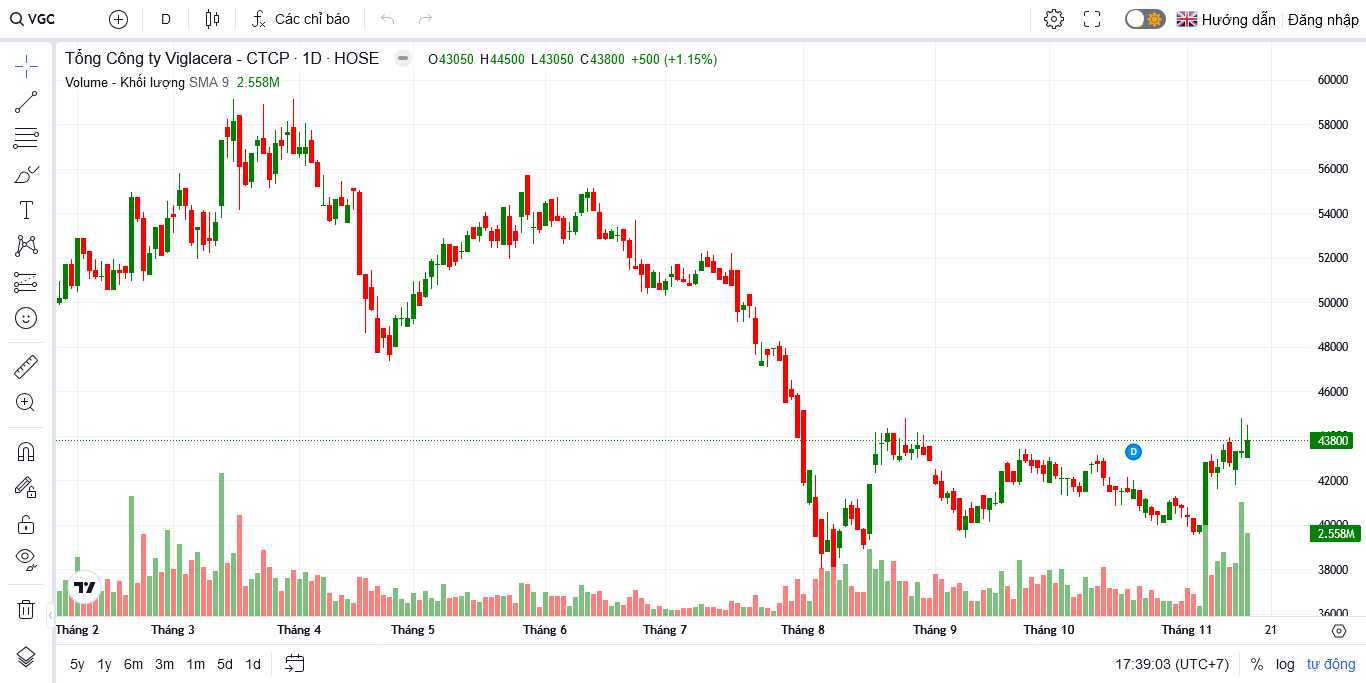 VGC D Các chỉ báo Hướng dẫn Đăng nhập
Tổng Công ty Viglacera - CTCP · 1D · HOSE O43050 H44500 L43050 C43800 +500 (+1.15%)
Volume - Khối lượng SMA 9 2.558M
60000
58000
56000
54000
52000
50000
48000
46000
43800
D
42000
40000
2.558M
38000
36000
Tháng 2 Tháng 3 Tháng 4 Tháng 5 Tháng 6 Tháng 7 Tháng 8 Tháng 9 Tháng 10 Tháng 11 21
5y 1y 6m 3m 1m 5d 1d 17:39:03 (UTC+7) % log tự động